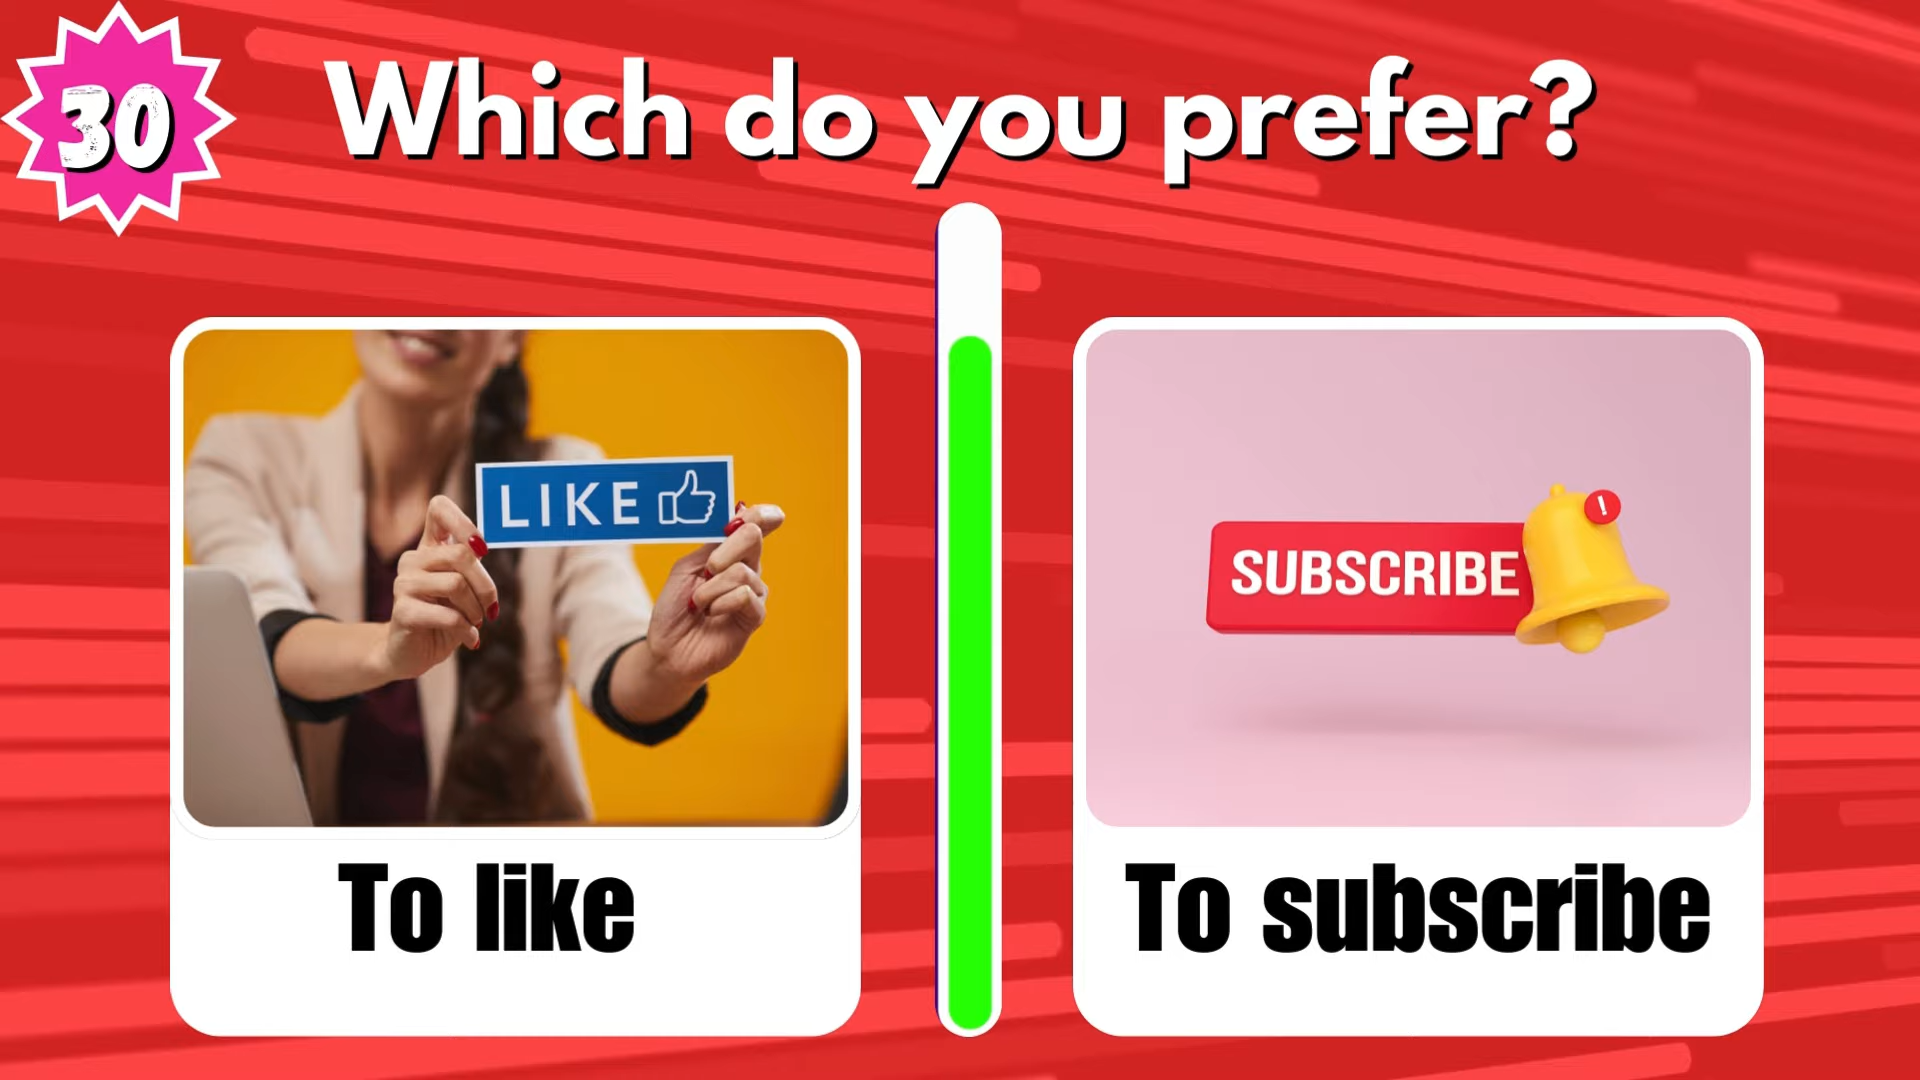 30
Which do you prefer?
LIKE
SUBSCRIBE
!
To like
To subscribe